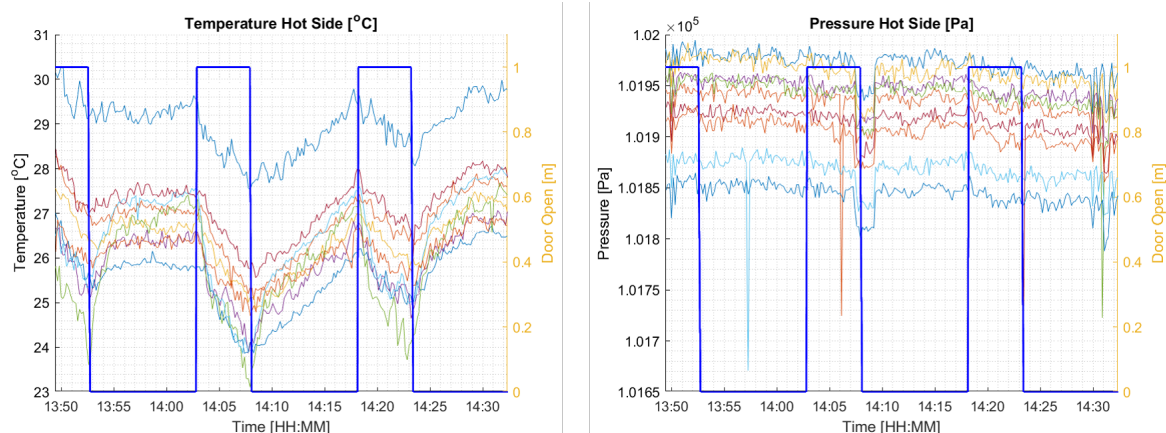 Temperature Hot Side [°C]
31
30
29
28
27
26
25
24
23
Temperature [°C]
1
0.8
0.6
0.4
0.2
0
Door Open [m]
13:50 13:55 14:00 14:05 14:10 14:15 14:20 14:25 14:30
Time [HH:MM]
Pressure Hot Side [Pa]
1.02 × 10⁵
1.0195
1.019
1.0185
1.018
1.0175
1.017
1.0165
Pressure [Pa]
1
0.8
0.6
0.4
0.2
0
Door Open [m]
13:50 13:55 14:00 14:05 14:10 14:15 14:20 14:25 14:30
Time [HH:MM]